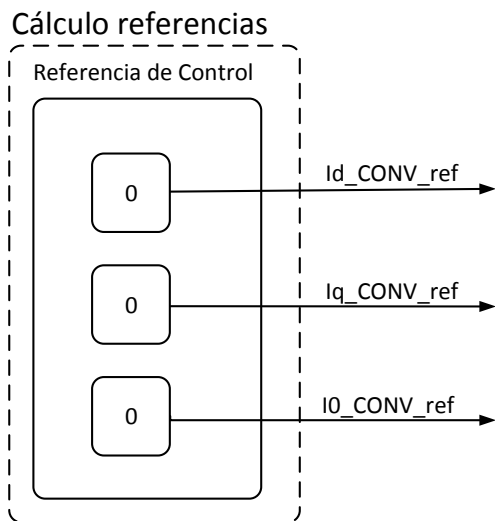 Cálculo referencias
Referencia de Control
0
Id_CONV_ref
0
Iq_CONV_ref
0
I0_CONV_ref